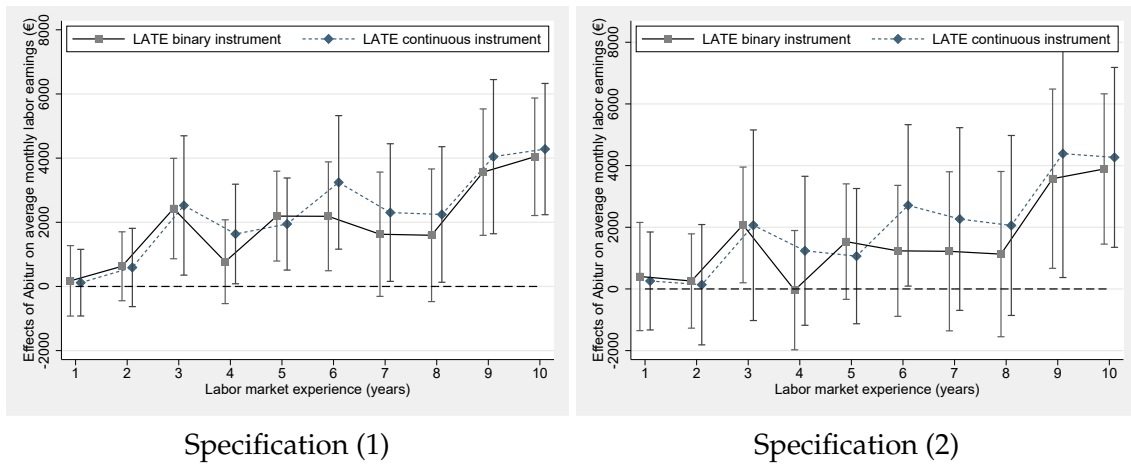 Effects of Abitur on average monthly labor earnings (€)
LATE binary instrument LATE continuous instrument
8000
6000
4000
2000
0
-2000
1 2 3 4 5 6 7 8 9 10
Labor market experience (years)
Specification (1)
Effects of Abitur on average monthly labor earnings (€)
LATE binary instrument LATE continuous instrument
8000
6000
4000
2000
0
-2000
1 2 3 4 5 6 7 8 9 10
Labor market experience (years)
Specification (2)